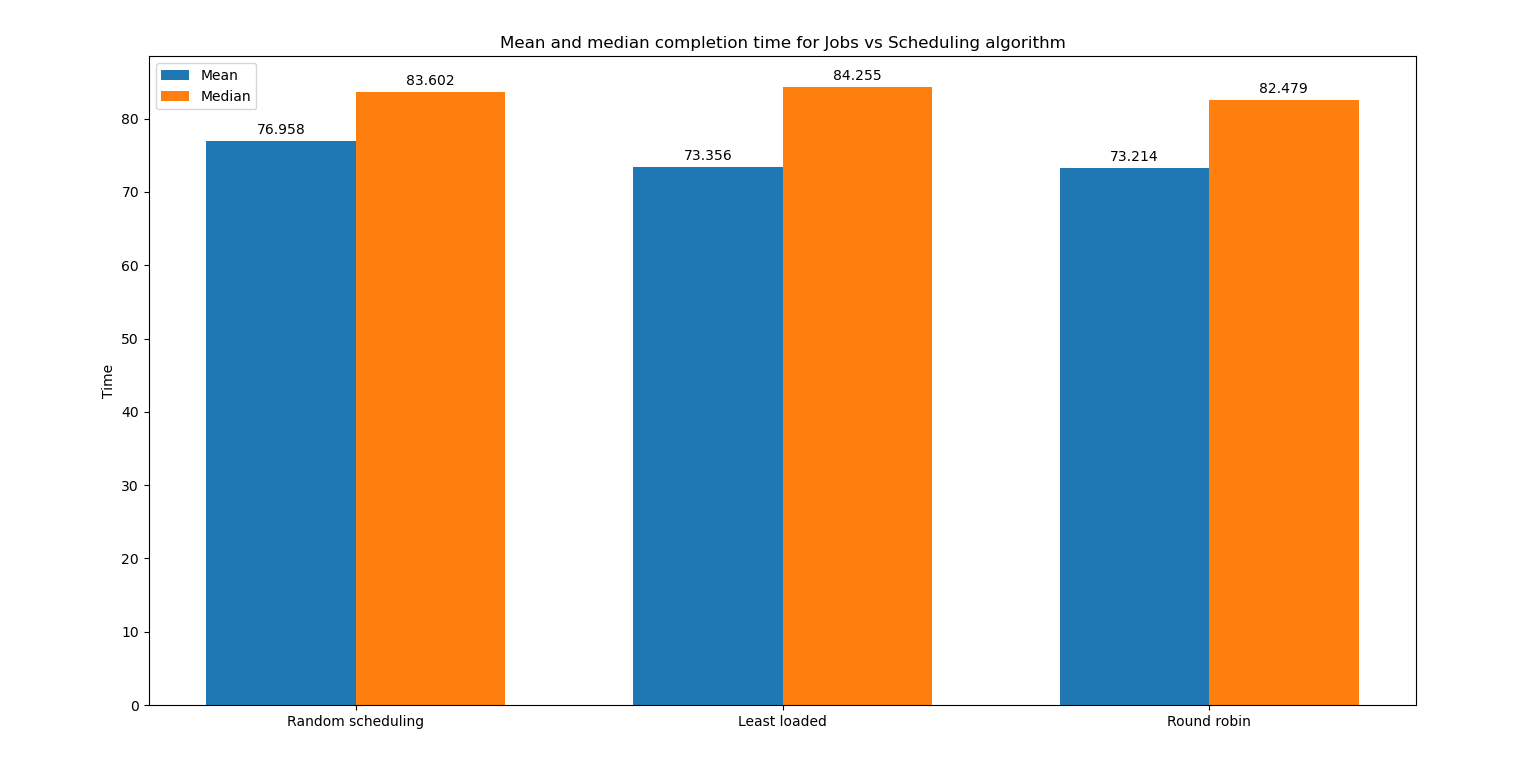 Mean and median completion time for Jobs vs Scheduling algorithm
Mean
Median
76.958
83.602
73.356
84.255
73.214
82.479
80
70
60
50
40
30
20
10
0
Time
Random scheduling
Least loaded
Round robin